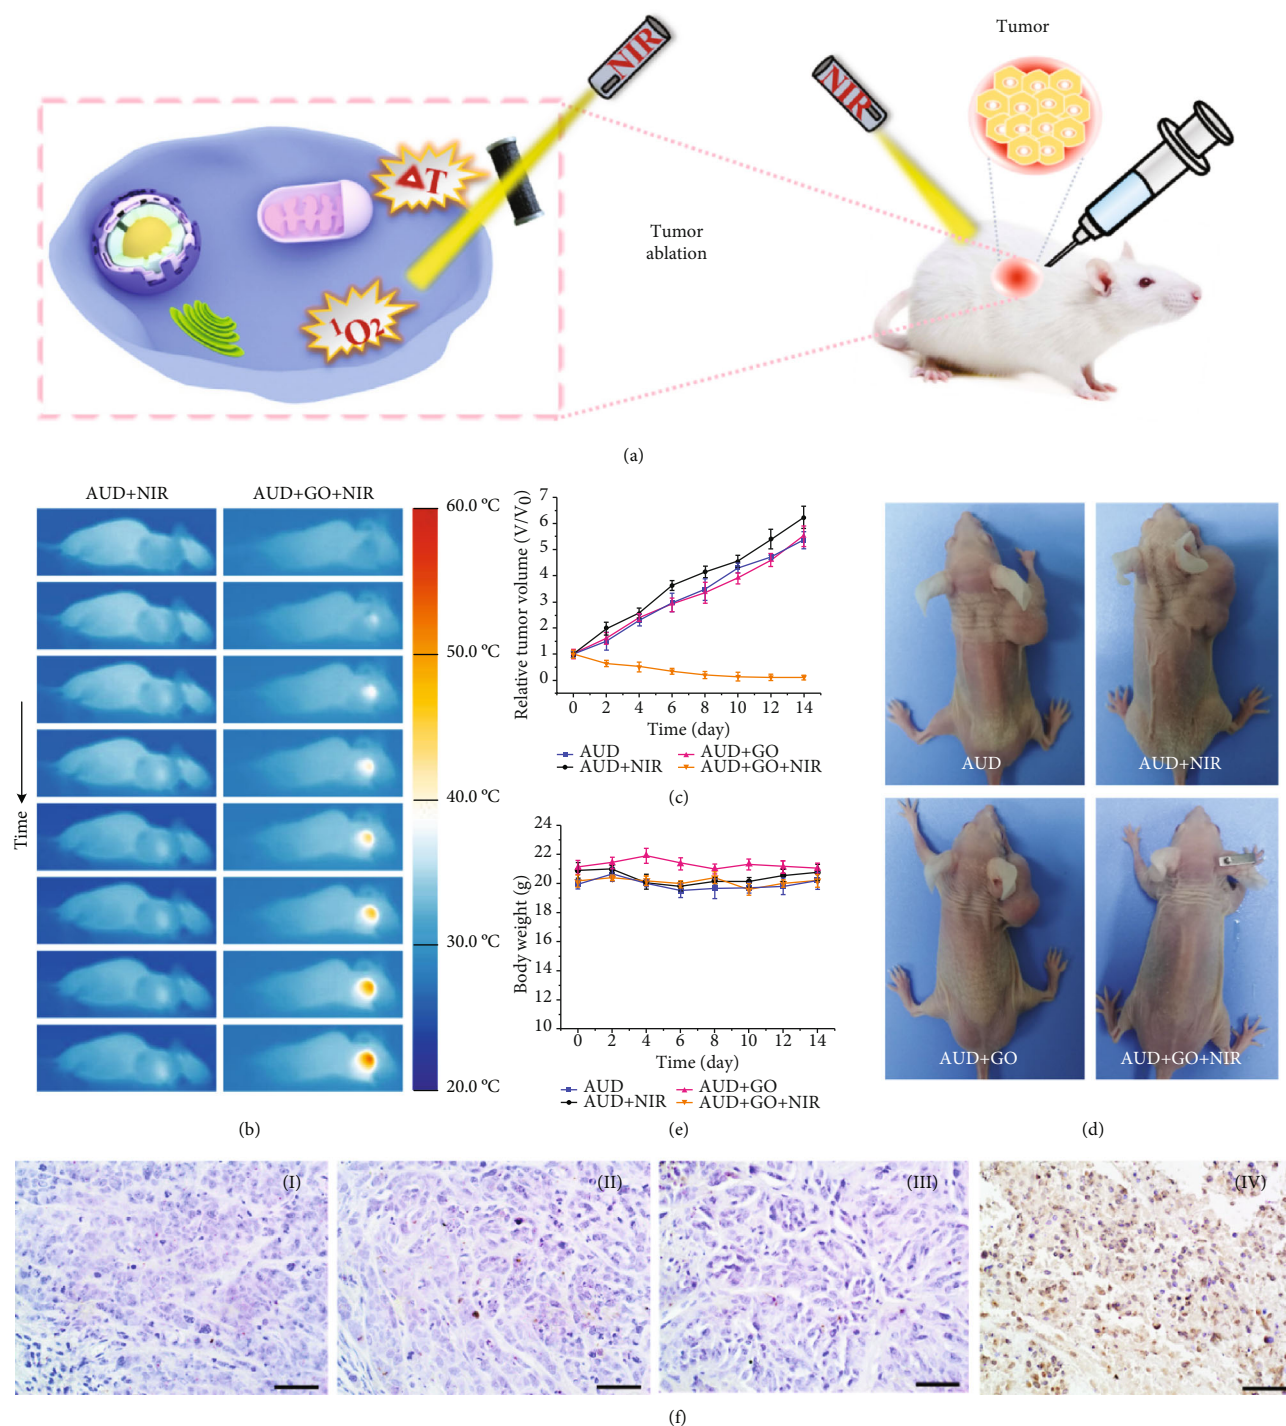 NIR
NIR
Tumor
ΔT
Tumor
ablation
¹O₂
(a)
AUD+NIR
AUD+GO+NIR
Time
60.0 °C
50.0 °C
40.0 °C
30.0 °C
20.0 °C
(b)
Relative tumor volume (V/V₀)
7
6
5
4
3
2
1
0
0 2 4 6 8 10 12 14
Time (day)
AUD AUD+GO
AUD+NIR AUD+GO+NIR
(c)
Body weight (g)
24
22
20
18
16
14
12
10
0 2 4 6 8 10 12 14
Time (day)
AUD AUD+GO
AUD+NIR AUD+GO+NIR
(e)
AUD
AUD+NIR
AUD+GO
AUD+GO+NIR
(d)
(I)
(II)
(III)
(IV)
(f)